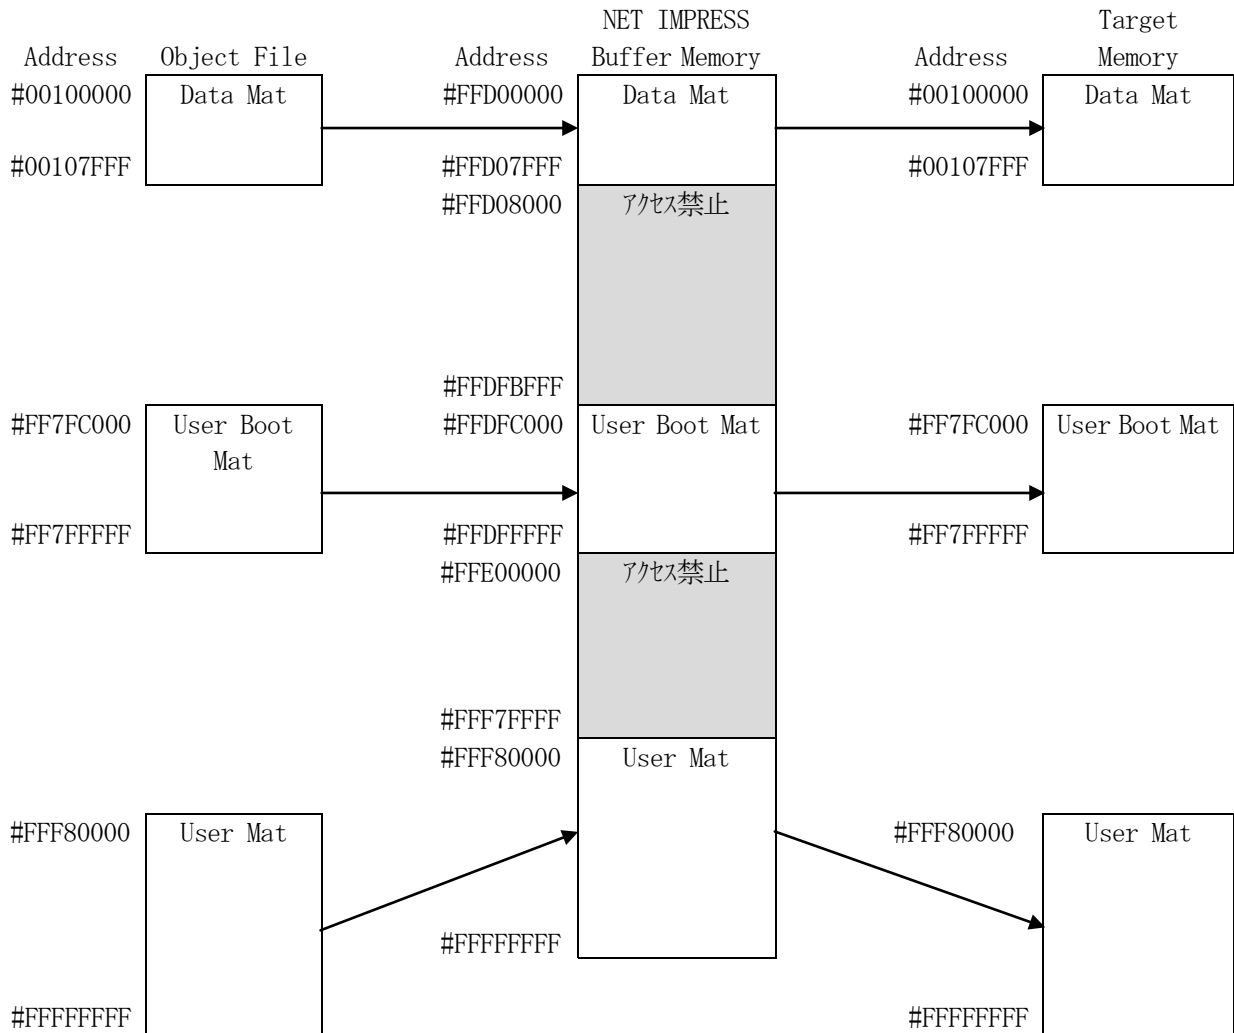 NET IMPRESS Target
Address Object File Address Buffer Memory Address Memory
#00100000 Data Mat #FFD00000 Data Mat #00100000 Data Mat
#00107FFF #FFD07FFF #00107FFF
#FFD08000 アクセス禁止
#FFDFBFFF
#FF7FC000 User Boot #FFDFC000 User Boot Mat #FF7FC000 User Boot Mat
Mat
#FF7FFFFF #FFDFFFFF #FF7FFFFF
#FFE00000 アクセス禁止
#FFF7FFFF
#FFF80000 User Mat
#FFF80000 User Mat #FFF80000 User Mat
#FFFFFFFF
#FFFFFFFF #FFFFFFFF